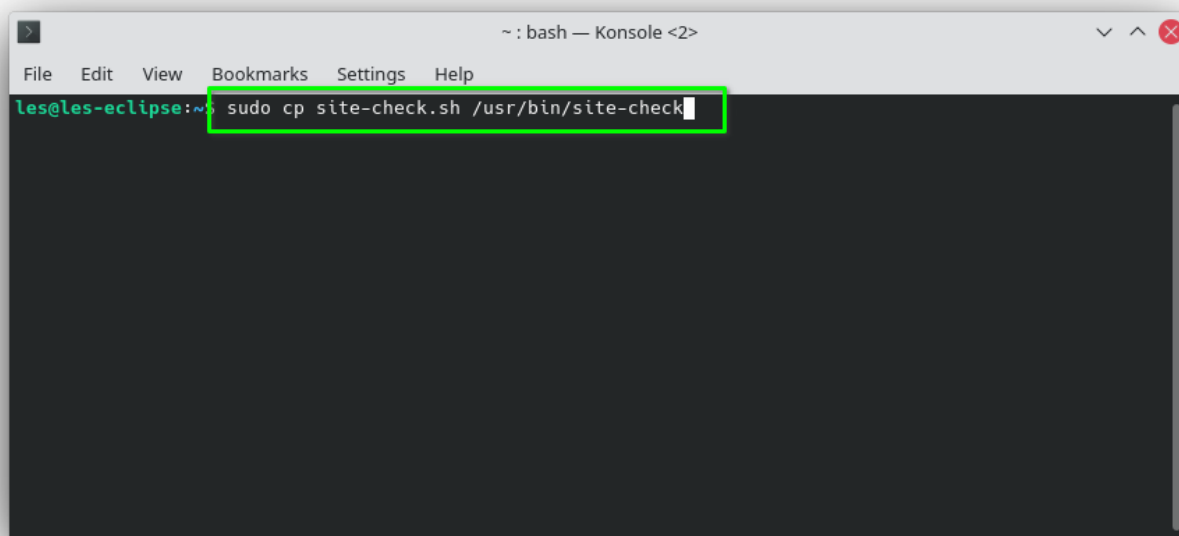 ~ : bash — Konsole <2>
File Edit View Bookmarks Settings Help
les@les-eclipse:~$ sudo cp site-check.sh /usr/bin/site-check